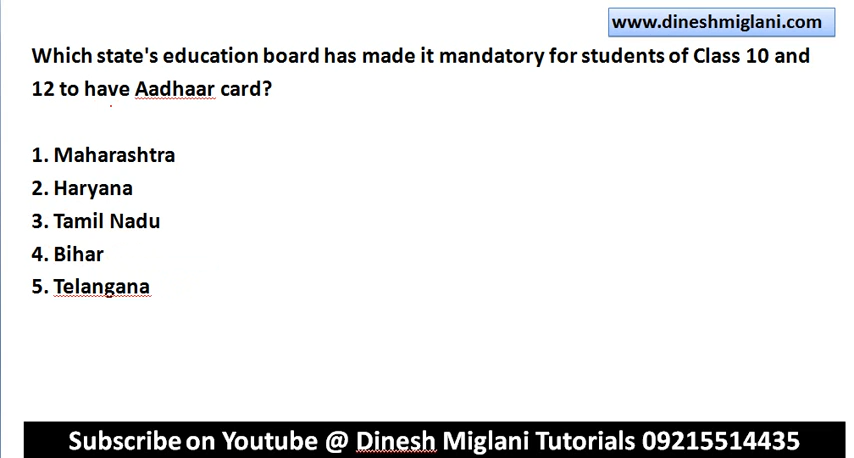 www.dineshmiglani.com
Which state's education board has made it mandatory for students of Class 10 and
12 to have Aadhaar card?
1. Maharashtra
2. Haryana
3. Tamil Nadu
4. Bihar
5. Telangana
Subscribe on Youtube @ Dinesh Miglani Tutorials 09215514435